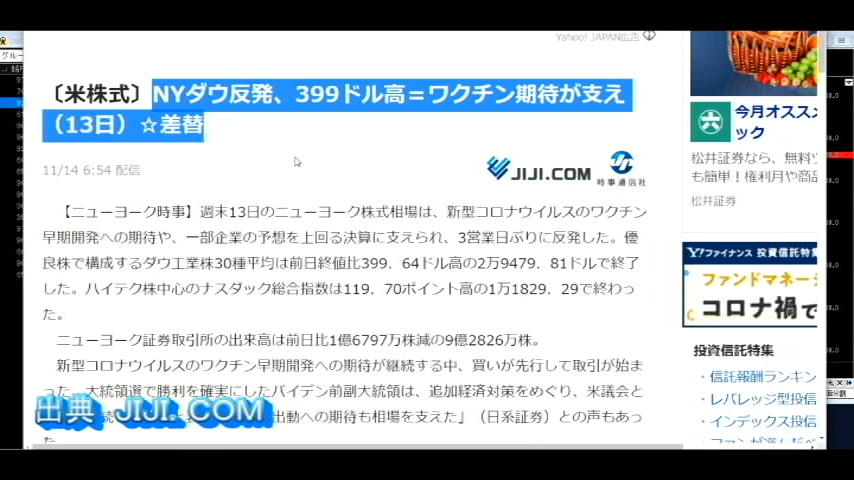 Yahoo! JAPAN広告
〔米株式〕NYダウ反発、399ドル高＝ワクチン期待が支え
（13日）☆差替
11/14 6:54 配信
JIJI.COM 時事通信社
【ニューヨーク時事】週末13日のニューヨーク株式相場は、新型コロナウイルスのワクチン
早期開発への期待や、一部企業の予想を上回る決算に支えられ、3営業日ぶりに反発した。優
良株で構成するダウ工業株30種平均は前日終値比399．64ドル高の2万9479．81ドルで終了
した。ハイテク株中心のナスダック総合指数は119．70ポイント高の1万1829．29で終わっ
た。
ニューヨーク証券取引所の出来高は前日比1億6797万株減の9億2826万株。
新型コロナウイルスのワクチン早期開発への期待が継続する中、買いが先行して取引が始ま
った。大統領選で勝利を確実にしたバイデン前副大統領は、追加経済対策をめぐり、米議会と
出動への期待も相場を支えた」（日系証券）との声もあっ
た
出典 JIJI.COM
今月オススメ
ック
松井証券なら、無料ツ
も簡単！権利月や商品
松井証券
Y!ファイナンス 投資信託特集
ファンドマネー
コロナ禍で
投資信託特集
・信託報酬ランキン
・レバレッジ型投信
・インデックス投信
・ファンが選んだベ